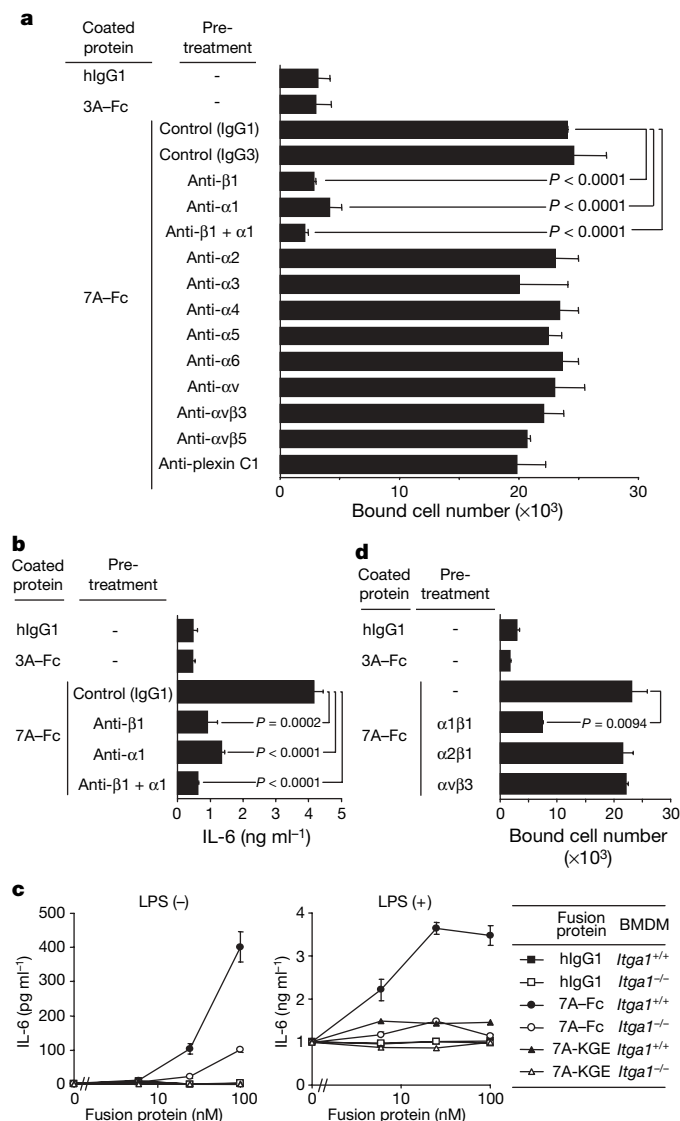 a
Coated protein Pre-treatment
hIgG1 -
3A–Fc -
Control (IgG1)
Control (IgG3)
Anti-β1 P < 0.0001
Anti-α1 P < 0.0001
Anti-β1 + α1 P < 0.0001
Anti-α2
Anti-α3
7A–Fc
Anti-α4
Anti-α5
Anti-α6
Anti-αv
Anti-αvβ3
Anti-αvβ5
Anti-plexin C1
0 10 20 30
Bound cell number (×10³)
b
Coated protein Pre-treatment
hIgG1 -
3A–Fc -
Control (IgG1)
7A–Fc Anti-β1 P = 0.0002
Anti-α1 P < 0.0001
Anti-β1 + α1 P < 0.0001
0 1 2 3 4 5
IL-6 (ng ml⁻¹)
d
Coated protein Pre-treatment
hIgG1 -
3A–Fc -
-
7A–Fc α1β1 P = 0.0094
α2β1
αvβ3
0 10 20 30
Bound cell number
(×10³)
c
LPS (–)
500
400
300
200
100
0
IL-6 (pg ml⁻¹)
0 10 100
Fusion protein (nM)
LPS (+)
4
3
2
1
0
IL-6 (ng ml⁻¹)
0 10 100
Fusion protein (nM)
Fusion protein BMDM
hIgG1 Itga1⁺/⁺
hIgG1 Itga1⁻/⁻
7A–Fc Itga1⁺/⁺
7A–Fc Itga1⁻/⁻
7A-KGE Itga1⁺/⁺
7A-KGE Itga1⁻/⁻